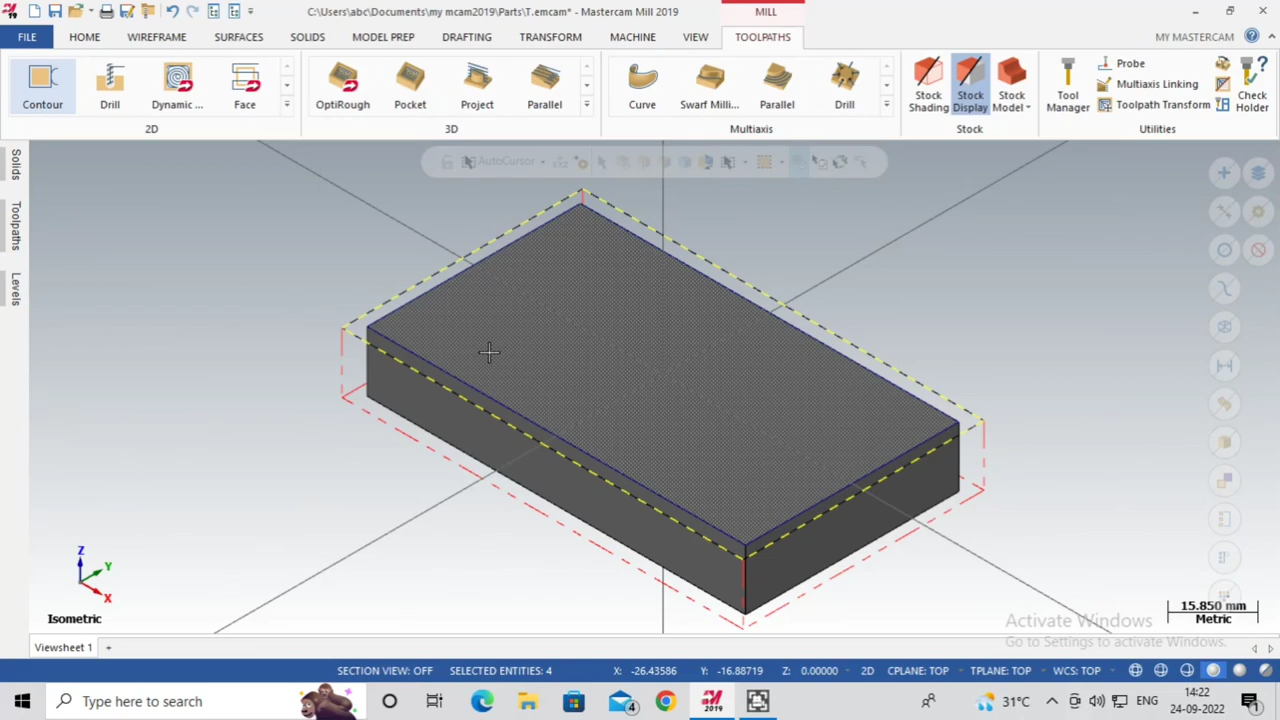 C:\Users\abc\Documents\my mcam2019\Parts\T.emcam* - Mastercam Mill 2019
MILL
FILE HOME WIREFRAME SURFACES SOLIDS MODEL PREP DRAFTING TRANSFORM MACHINE VIEW TOOLPATHS MY MASTERCAM
Contour Drill Dynamic ... Face OptiRough Pocket Project Parallel Curve Swarf Milli... Parallel Drill
Stock Shading
Stock Display
Stock Model
Tool Manager
Probe
Multiaxis Linking
Toolpath Transform
Check Holder
2D 3D Multiaxis Stock Utilities
AutoCursor
Solids
Toolpaths
Levels
Z
Y
X
Isometric
15.850 mm
Metric
Activate Windows
Go to Settings to activate Windows.
Viewsheet 1 +
SECTION VIEW: OFF SELECTED ENTITIES: 4 X: -26.43586 Y: -16.88719 Z: 0.00000 2D CPLANE: TOP TPLANE: TOP WCS: TOP
Type here to search
4
2019
31°C
ENG
14:22
24-09-2022
1